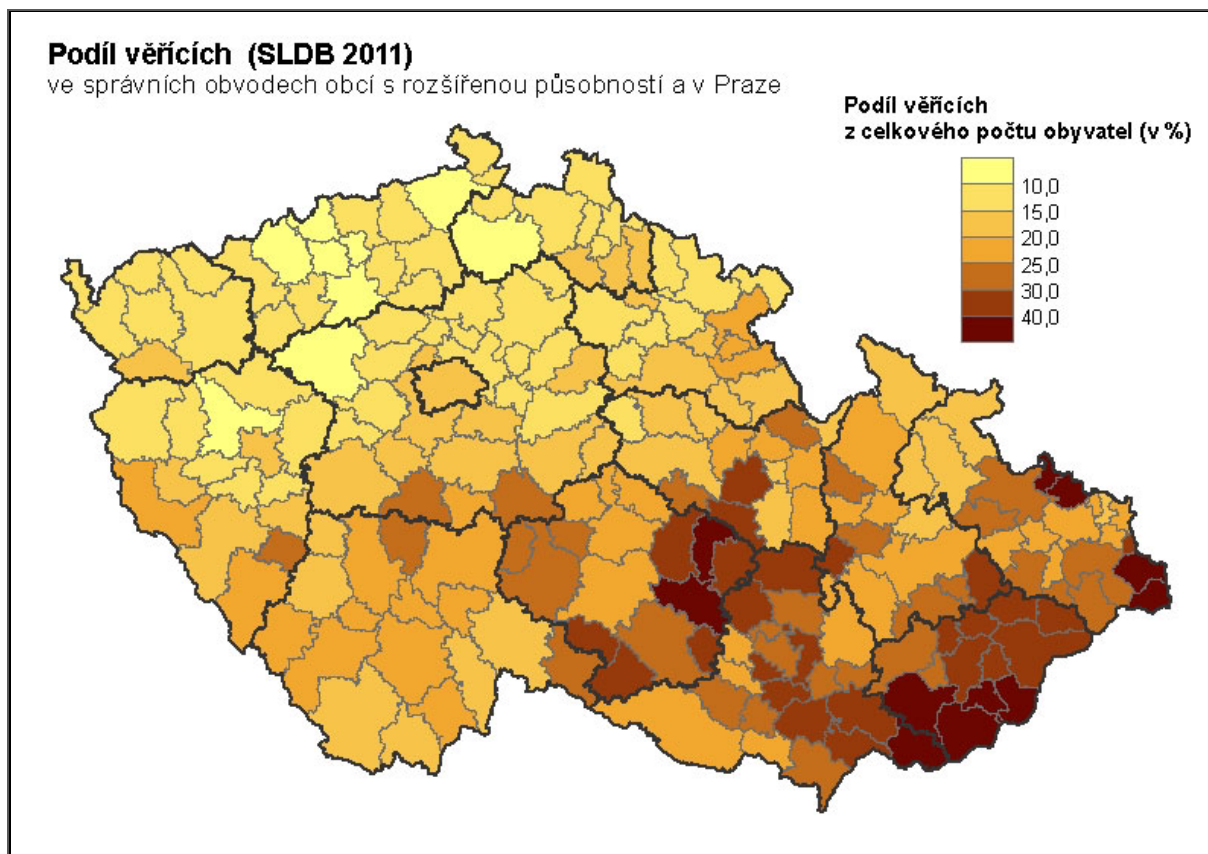 Podíl věřících (SLDB 2011)
ve správních obvodech obcí s rozšířenou působností a v Praze
Podíl věřících
z celkového počtu obyvatel (v %)
10,0
15,0
20,0
25,0
30,0
40,0